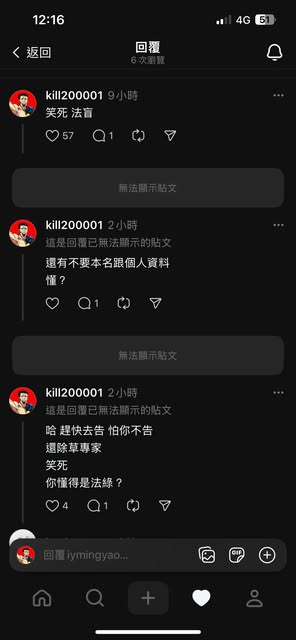 12:16
4G 51
返回
回覆
6 次瀏覽
kill200001 9小時
笑死 法盲
57 1
無法顯示貼文
kill200001 2小時
這是回覆已無法顯示的貼文
還有不要本名跟個人資料
懂？
1
無法顯示貼文
kill200001 2小時
這是回覆已無法顯示的貼文
哈 趕快去告 怕你不告
還除草專家
笑死
你懂得是法綠？
4 1
回覆 iymingyao...
GIF